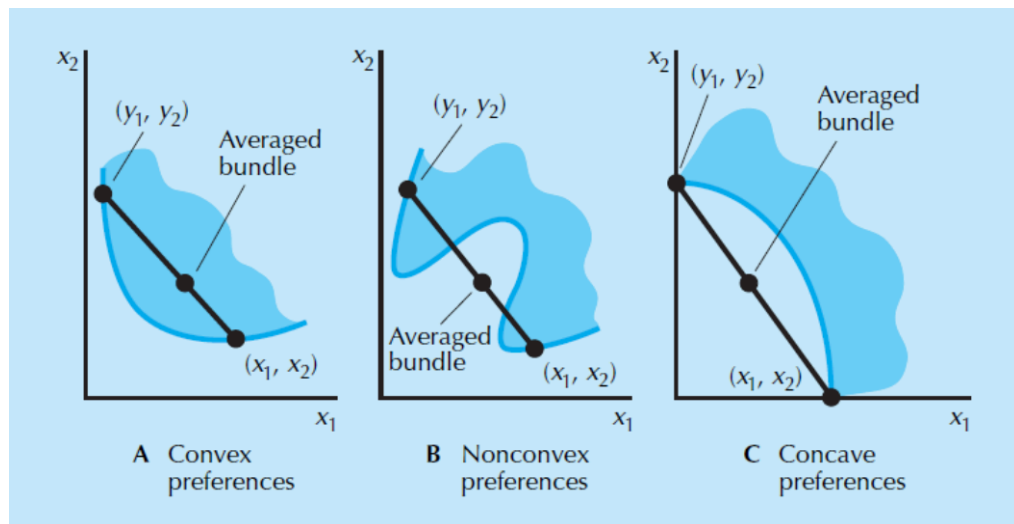 x₂
(y₁, y₂)
Averaged
bundle
(x₁, x₂)
x₁
A Convex
preferences
x₂
(y₁, y₂)
Averaged
bundle
(x₁, x₂)
x₁
B Nonconvex
preferences
x₂
(y₁, y₂)
Averaged
bundle
(x₁, x₂)
x₁
C Concave
preferences